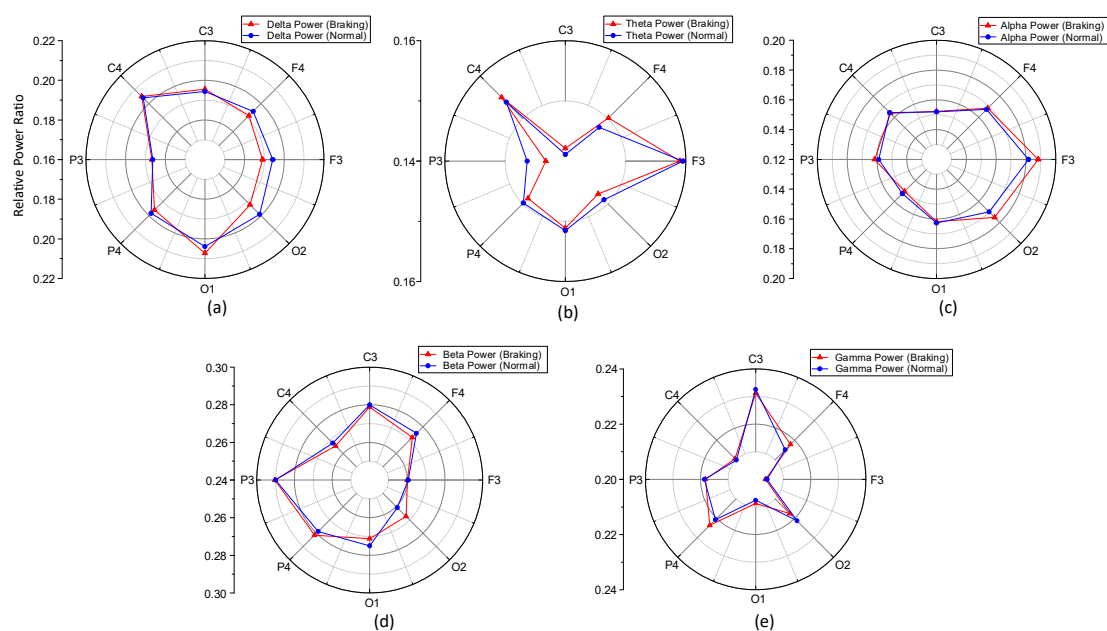 Delta Power (Braking)
Delta Power (Normal)
C3
F4
F3
O2
O1
P4
P3
C4
0.22
0.20
0.18
0.16
0.18
0.20
0.22
Relative Power Ratio
(a)
Theta Power (Braking)
Theta Power (Normal)
C3
F4
F3
O2
O1
P4
P3
C4
0.16
0.14
0.16
(b)
Alpha Power (Braking)
Alpha Power (Normal)
C3
F4
F3
O2
O1
P4
P3
C4
0.20
0.18
0.16
0.14
0.12
0.14
0.16
0.18
0.20
(c)
Beta Power (Braking)
Beta Power (Normal)
C3
F4
F3
O2
O1
P4
P3
C4
0.30
0.28
0.26
0.24
0.26
0.28
0.30
(d)
Gamma Power (Braking)
Gamma Power (Normal)
C3
F4
F3
O2
O1
P4
P3
C4
0.24
0.22
0.20
0.22
0.24
(e)